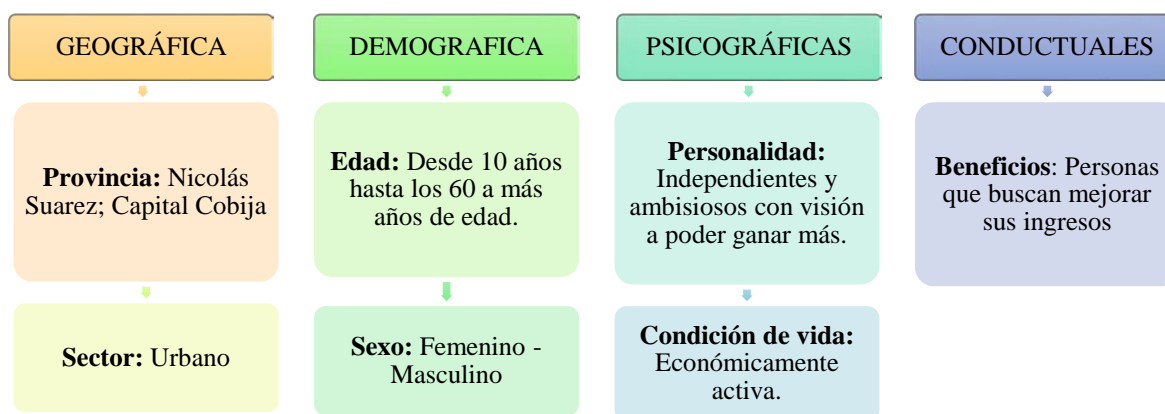 GEOGRÁFICA
Provincia: Nicolás
Suarez; Capital Cobija
Sector: Urbano
DEMOGRAFICA
Edad: Desde 10 años
hasta los 60 a más
años de edad.
Sexo: Femenino -
Masculino
PSICOGRÁFICAS
Personalidad:
Independientes y
ambisiosos con visión
a poder ganar más.
Condición de vida:
Económicamente
activa.
CONDUCTUALES
Beneficios: Personas
que buscan mejorar
sus ingresos